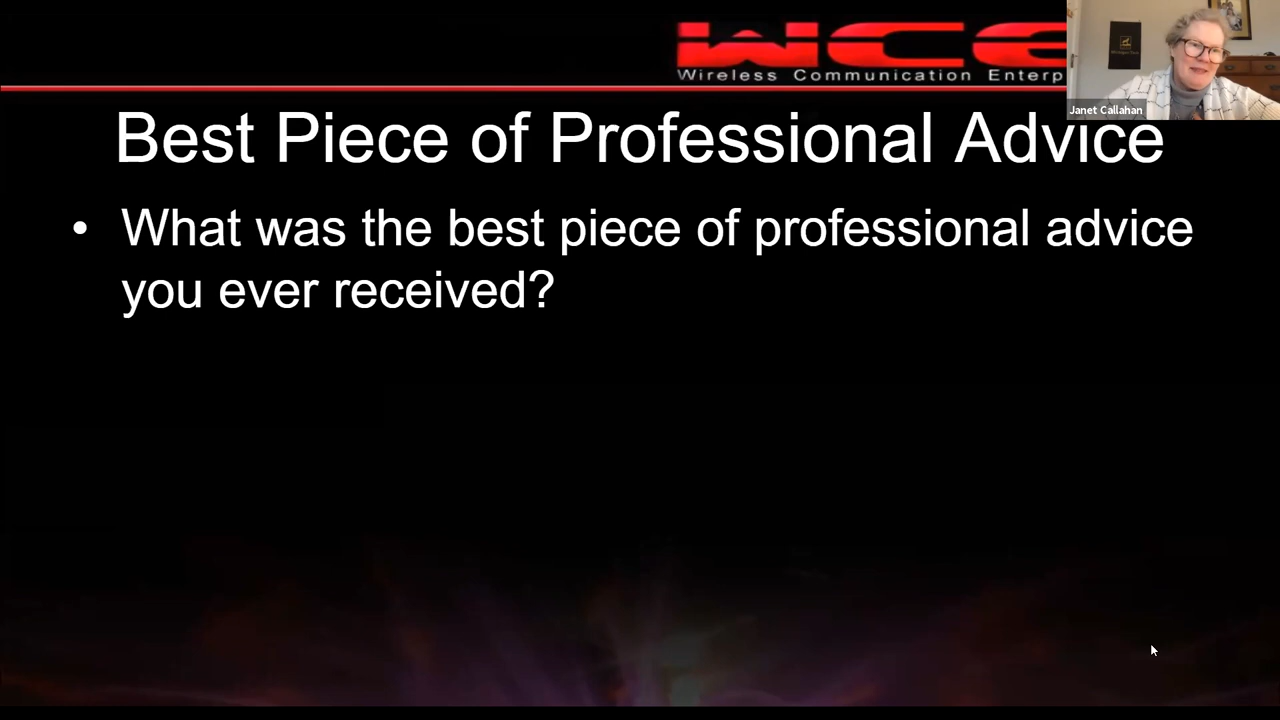 WCE
Wireless Communication Enterp
Janet Callahan
Best Piece of Professional Advice
• What was the best piece of professional advice
you ever received?